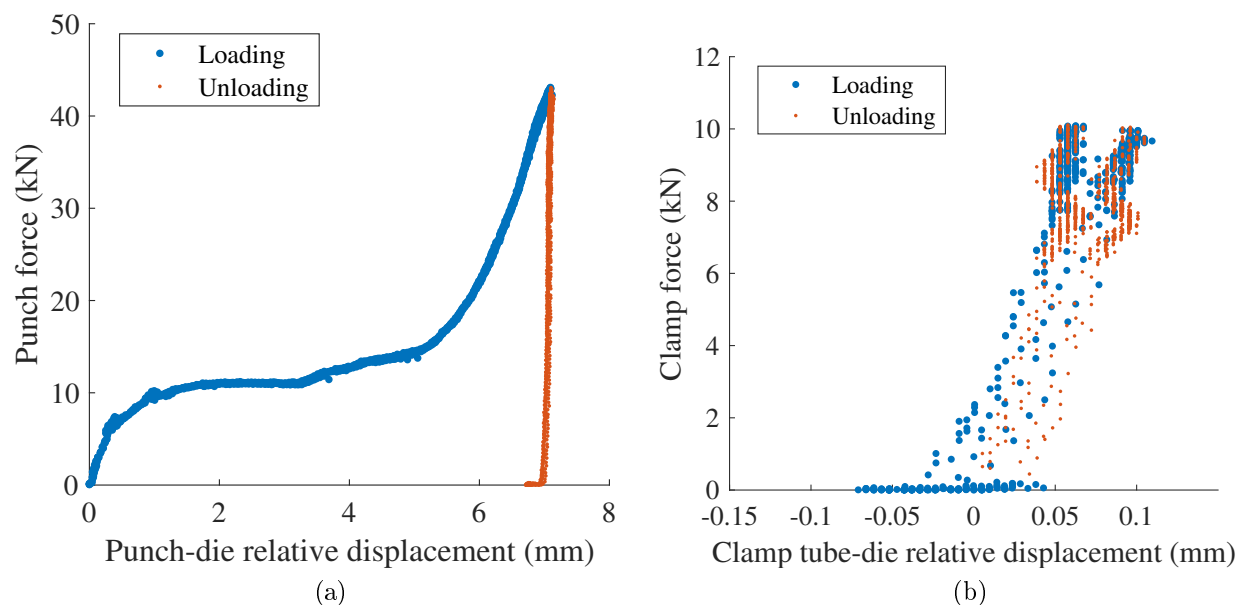 50
40
30
20
10
0
Punch force (kN)
Loading
Unloading
0 2 4 6 8
Punch-die relative displacement (mm)
(a)
12
10
8
6
4
2
0
Clamp force (kN)
Loading
Unloading
-0.15 -0.1 -0.05 0 0.05 0.1
Clamp tube-die relative displacement (mm)
(b)